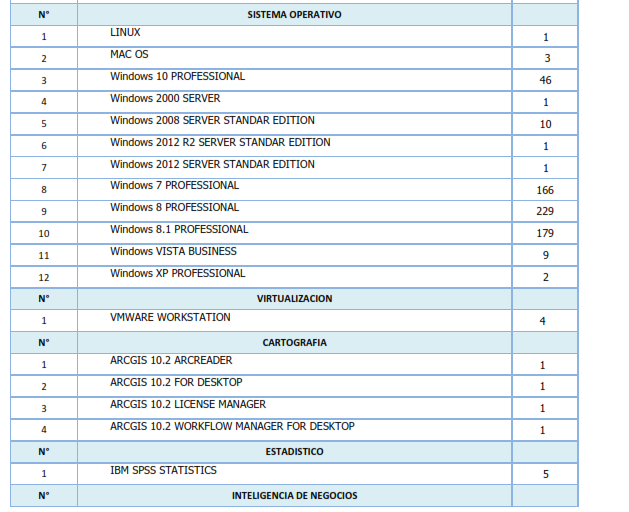 N° SISTEMA OPERATIVO
1 LINUX 1
2 MAC OS 3
3 Windows 10 PROFESSIONAL 46
4 Windows 2000 SERVER 1
5 Windows 2008 SERVER STANDAR EDITION 10
6 Windows 2012 R2 SERVER STANDAR EDITION 1
7 Windows 2012 SERVER STANDAR EDITION 1
8 Windows 7 PROFESSIONAL 166
9 Windows 8 PROFESSIONAL 229
10 Windows 8.1 PROFESSIONAL 179
11 Windows VISTA BUSINESS 9
12 Windows XP PROFESSIONAL 2
N° VIRTUALIZACION
1 VMWARE WORKSTATION 4
N° CARTOGRAFIA
1 ARCGIS 10.2 ARCREADER 1
2 ARCGIS 10.2 FOR DESKTOP 1
3 ARCGIS 10.2 LICENSE MANAGER 1
4 ARCGIS 10.2 WORKFLOW MANAGER FOR DESKTOP 1
N° ESTADISTICO
1 IBM SPSS STATISTICS 5
N° INTELIGENCIA DE NEGOCIOS